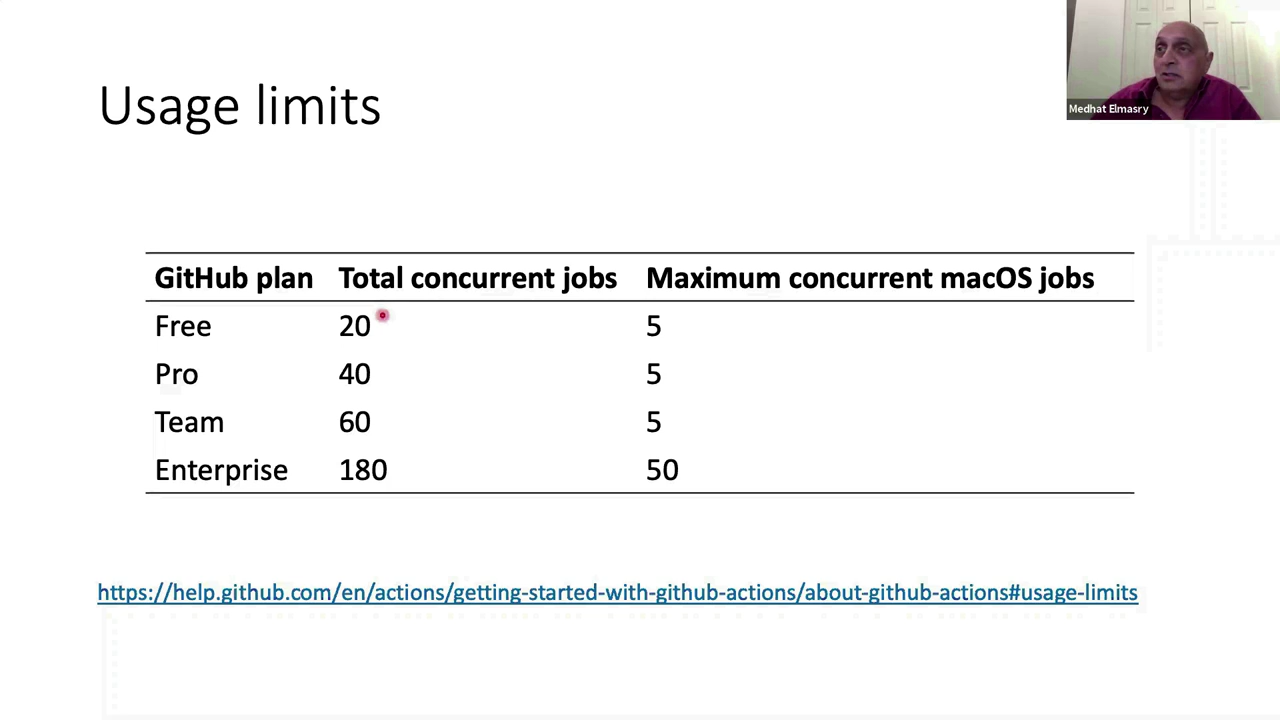 Medhat Elmasry
Usage limits
GitHub plan Total concurrent jobs Maximum concurrent macOS jobs
Free 20 5
Pro 40 5
Team 60 5
Enterprise 180 50
https://help.github.com/en/actions/getting-started-with-github-actions/about-github-actions#usage-limits